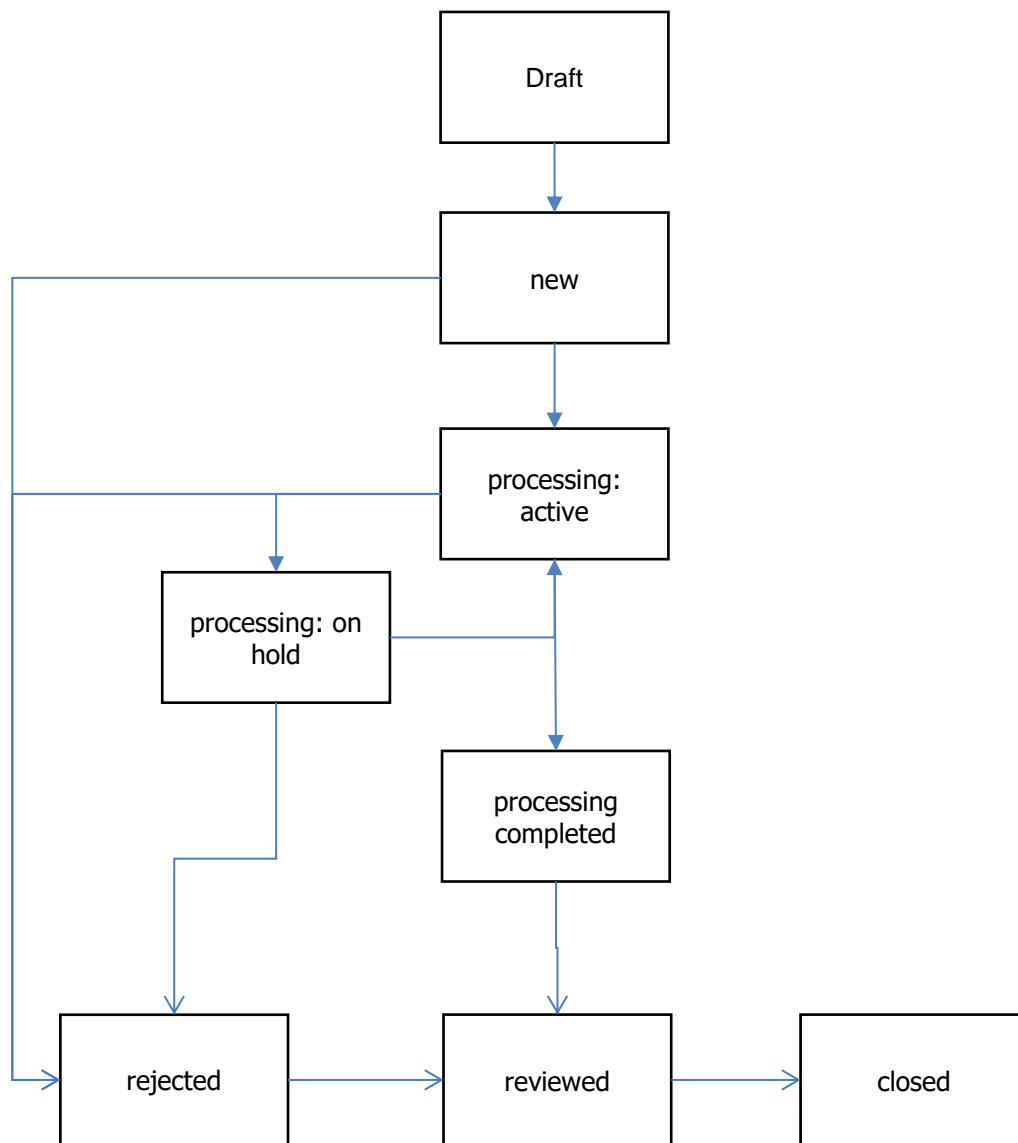 Draft
new
processing:
active
processing: on
hold
processing
completed
rejected
reviewed
closed